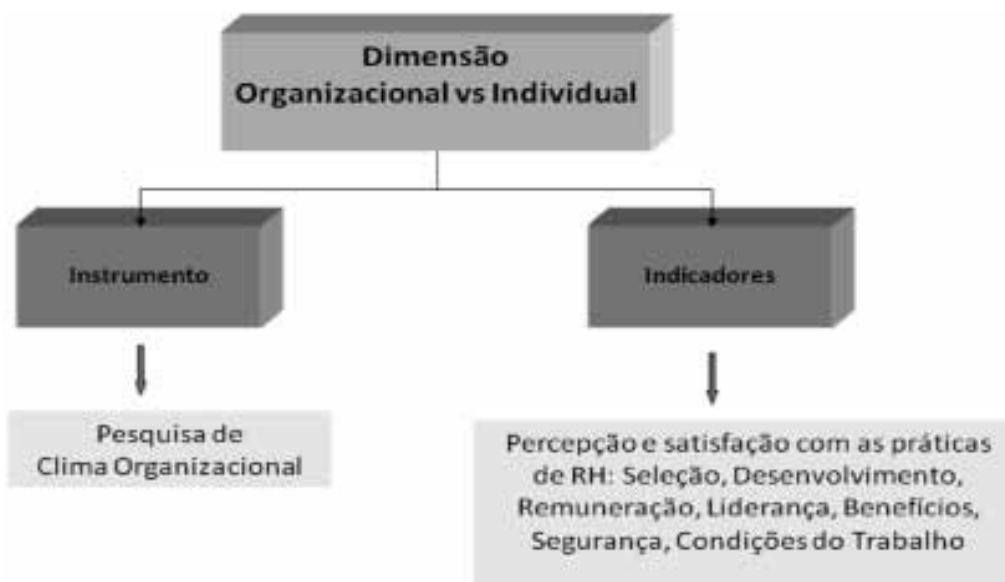 Dimensão
Organizacional vs Individual
Instrumento
Indicadores
Pesquisa de
Clima Organizacional
Percepção e satisfação com as práticas
de RH: Seleção, Desenvolvimento,
Remuneração, Liderança, Benefícios,
Segurança, Condições do Trabalho